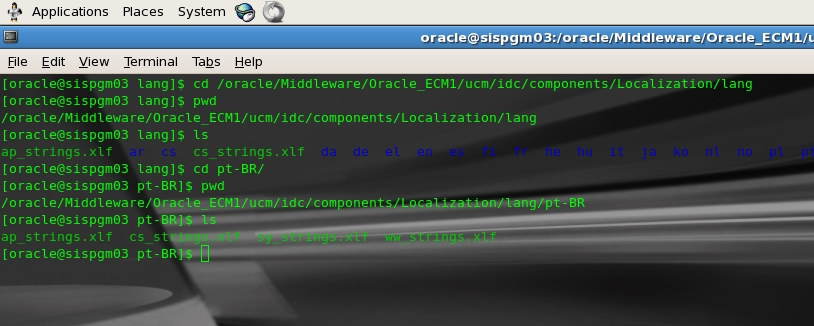 Applications Places System
oracle@sispgm03:/oracle/Middleware/Oracle_ECM1/u
File Edit View Terminal Tabs Help
[oracle@sispgm03 lang]$ cd /oracle/Middleware/Oracle_ECM1/ucm/idc/components/Localization/lang
[oracle@sispgm03 lang]$ pwd
/oracle/Middleware/Oracle_ECM1/ucm/idc/components/Localization/lang
[oracle@sispgm03 lang]$ ls
ap_strings.xlf ar cs cs_strings.xlf da de el en es fi fr he hu it ja ko nl no pl pt
[oracle@sispgm03 lang]$ cd pt-BR/
[oracle@sispgm03 pt-BR]$ pwd
/oracle/Middleware/Oracle_ECM1/ucm/idc/components/Localization/lang/pt-BR
[oracle@sispgm03 pt-BR]$ ls
ap_strings.xlf cs_strings.xlf sy_strings.xlf ww_strings.xlf
[oracle@sispgm03 pt-BR]$